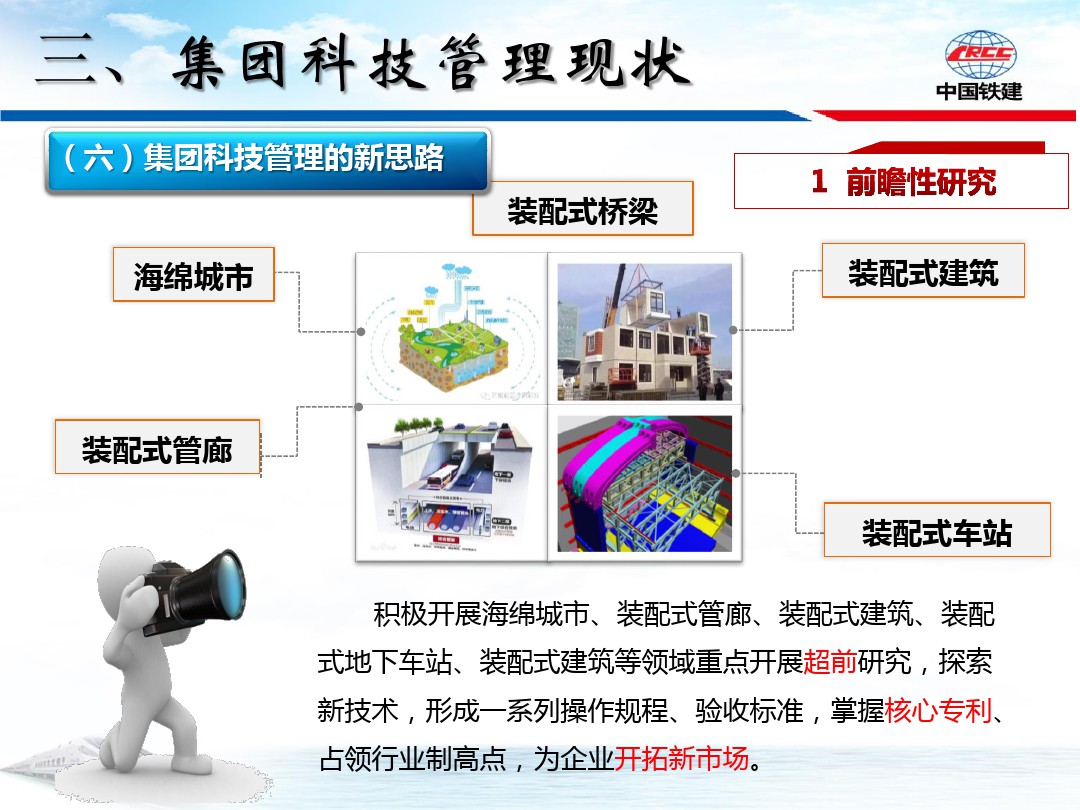 三、集团科技管理现状
CRCC
中国铁建
（六）集团科技管理的新思路
1 前瞻性研究
装配式桥梁
海绵城市
装配式建筑
装配式管廊
装配式车站
积极开展海绵城市、装配式管廊、装配式建筑、装配
式地下车站、装配式建筑等领域重点开展超前研究，探索
新技术，形成一系列操作规程、验收标准，掌握核心专利、
占领行业制高点，为企业开拓新市场。